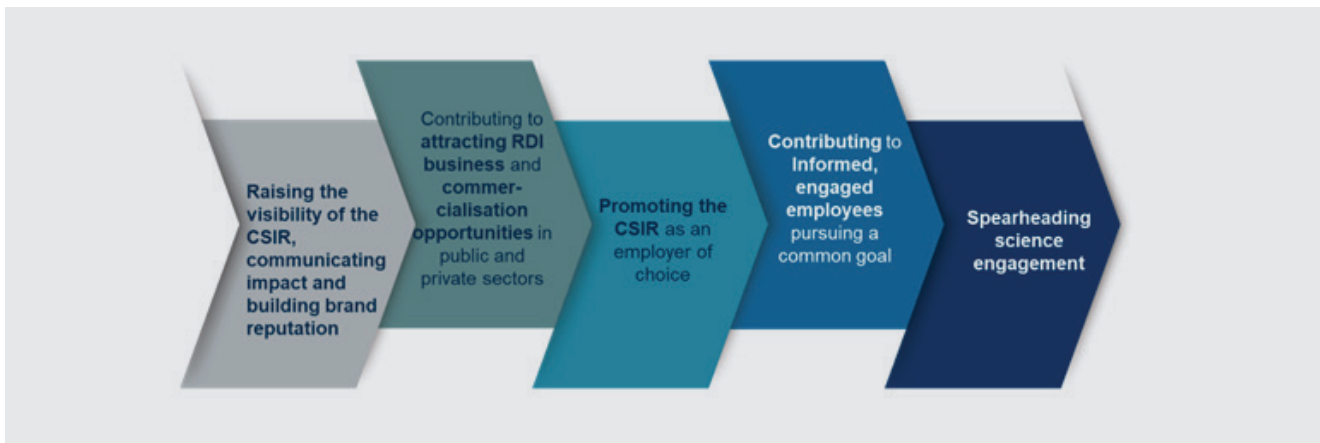 Raising the
visibility of the
CSIR,
communicating
impact and
building brand
reputation
Contributing to
attracting RDI
business and
commer-
cialisation
opportunities in
public and
private sectors
Promoting the
CSIR as an
employer of
choice
Contributing to
Informed,
engaged
employees
pursuing a
common goal
Spearheading
science
engagement